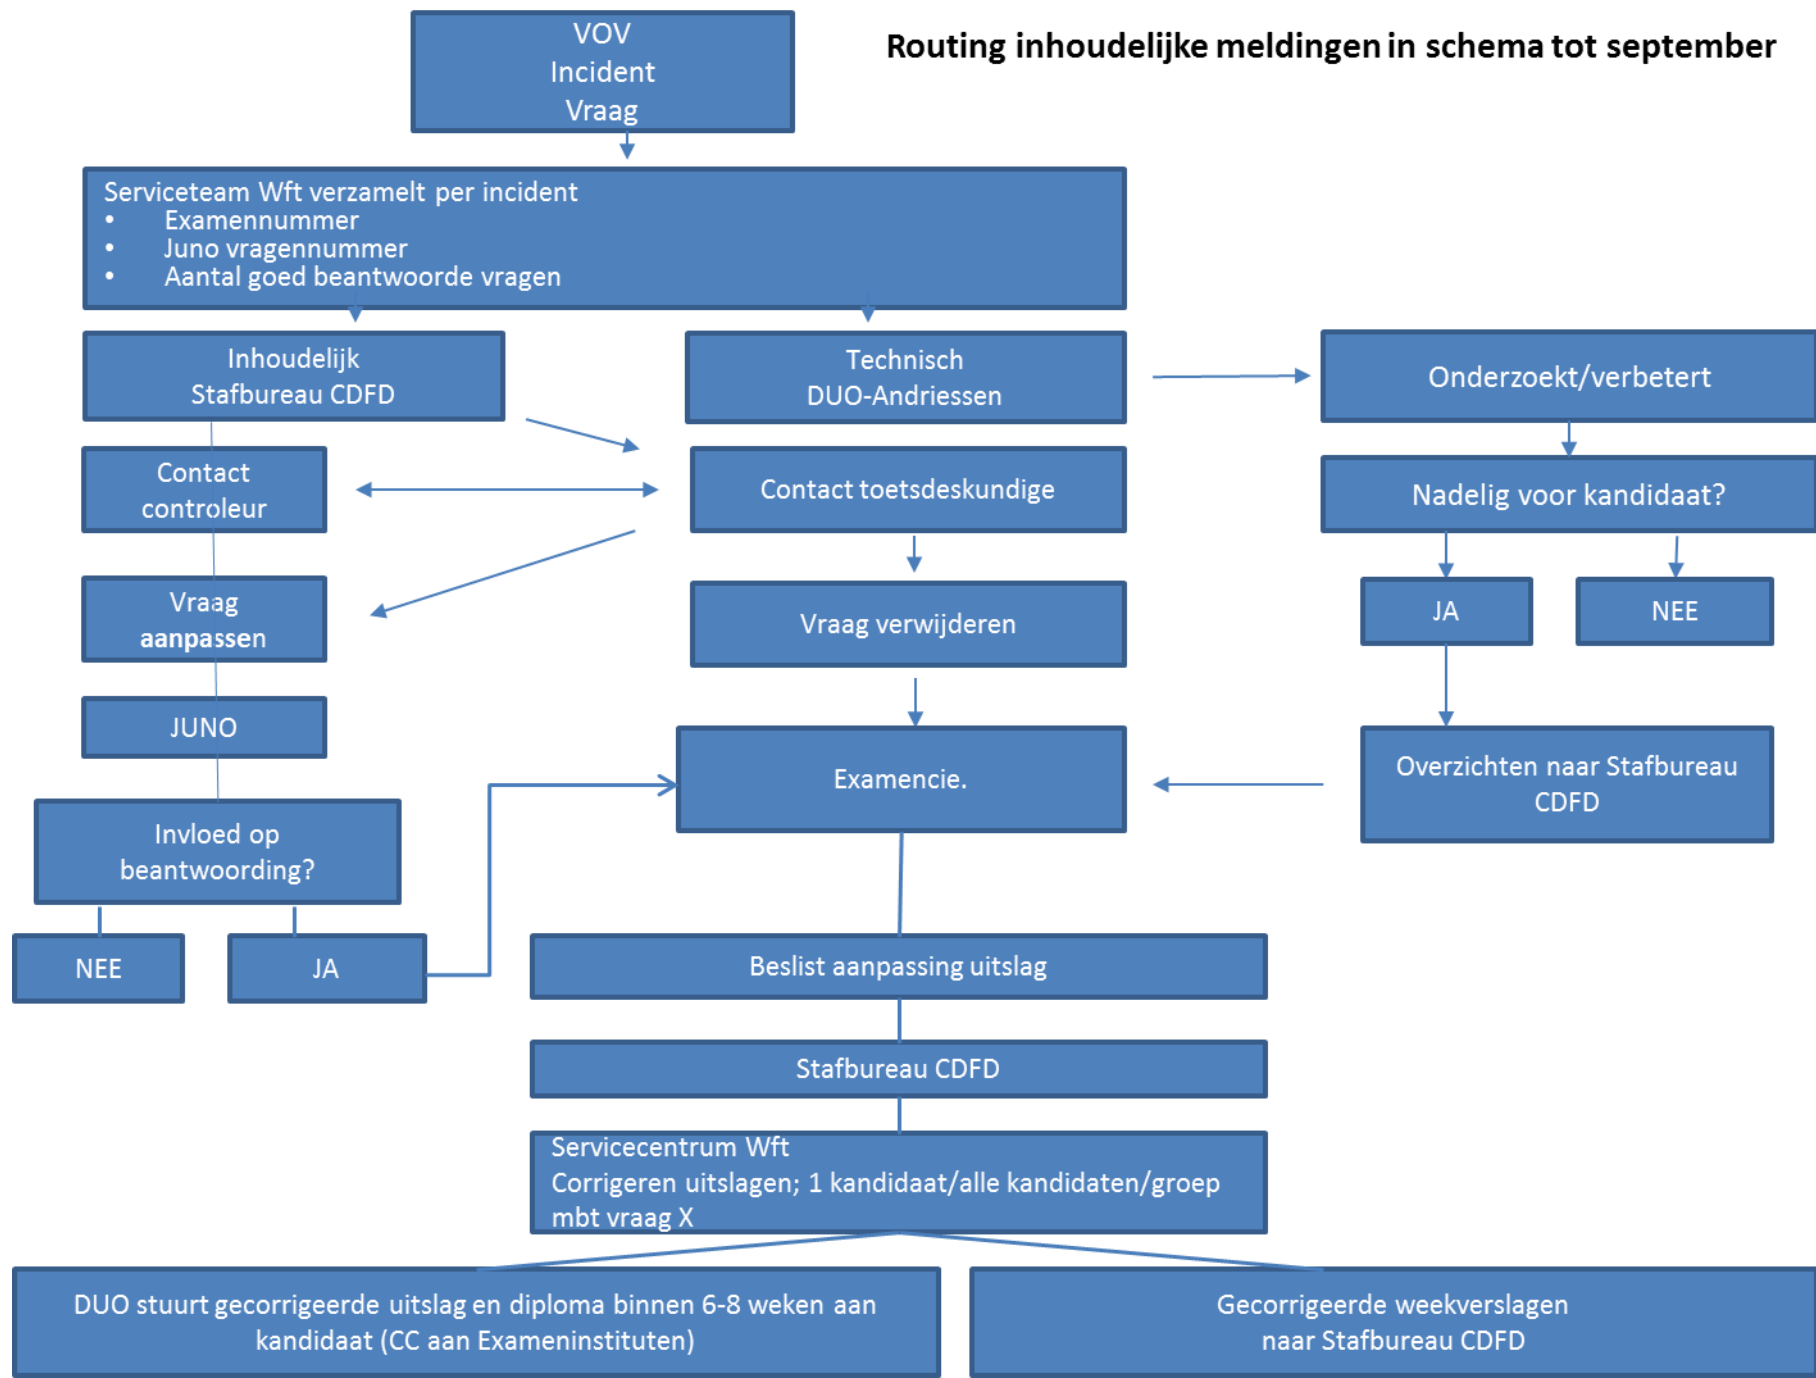 Routing inhoudelijke meldingen in schema tot september
VOV
Incident
Vraag
Serviceteam Wft verzamelt per incident
• Examennummer
• Juno vragennummer
• Aantal goed beantwoorde vragen
Inhoudelijk
Stafbureau CDFD
Technisch
DUO-Andriessen
Onderzoekt/verbetert
Contact
controleur
Contact toetsdeskundige
Nadelig voor kandidaat?
Vraag
aanpassen
Vraag verwijderen
JA
NEE
JUNO
Examencie.
Overzichten naar Stafbureau
CDFD
Invloed op
beantwoording?
NEE
JA
Beslist aanpassing uitslag
Stafbureau CDFD
Servicecentrum Wft
Corrigeren uitslagen; 1 kandidaat/alle kandidaten/groep
mbt vraag X
DUO stuurt gecorrigeerde uitslag en diploma binnen 6-8 weken aan
kandidaat (CC aan Exameninstituten)
Gecorrigeerde weekverslagen
naar Stafbureau CDFD